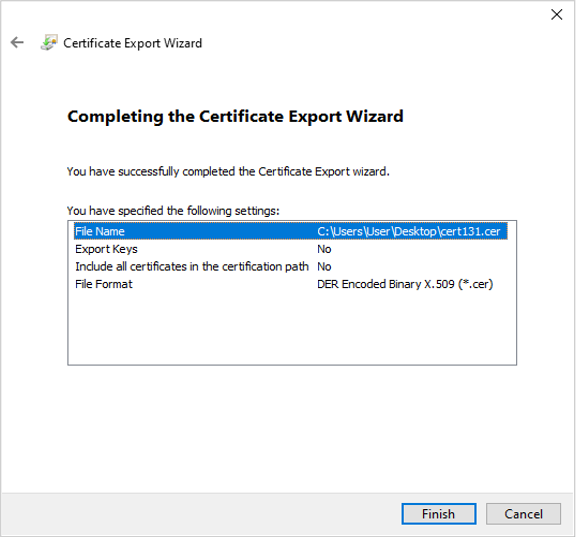 Certificate Export Wizard
Completing the Certificate Export Wizard
You have successfully completed the Certificate Export wizard.
You have specified the following settings:
File Name C:\Users\User\Desktop\cert131.cer
Export Keys No
Include all certificates in the certification path No
File Format DER Encoded Binary X.509 (*.cer)
Finish Cancel